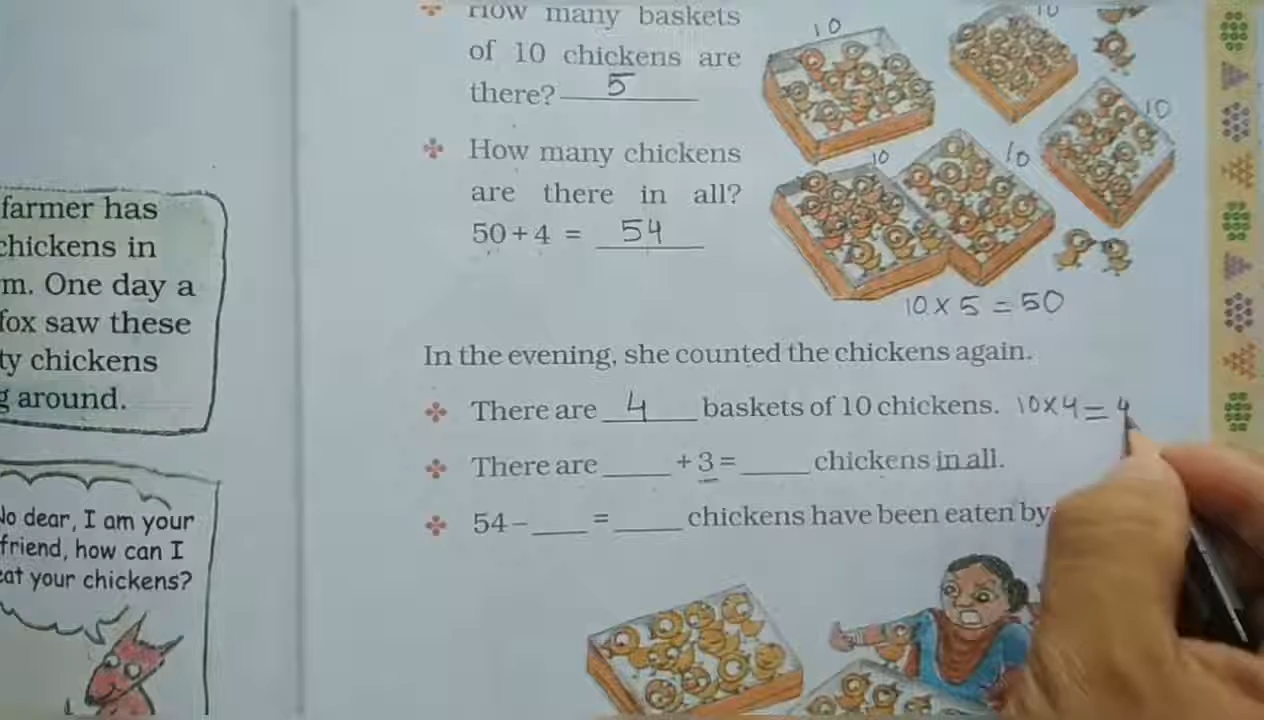 How many baskets
of 10 chickens are
there? 5
How many chickens
are there in all?
50 + 4 = 54
10
10
10
10
10
10 x 5 = 50
In the evening, she counted the chickens again.
There are 4 baskets of 10 chickens. 10 x 4 = 4
There are ____ + 3 = ____ chickens in all.
54 – ____ = ____ chickens have been eaten by
farmer has
chickens in
m. One day a
fox saw these
ty chickens
g around.
No dear, I am your
friend, how can I
eat your chickens?